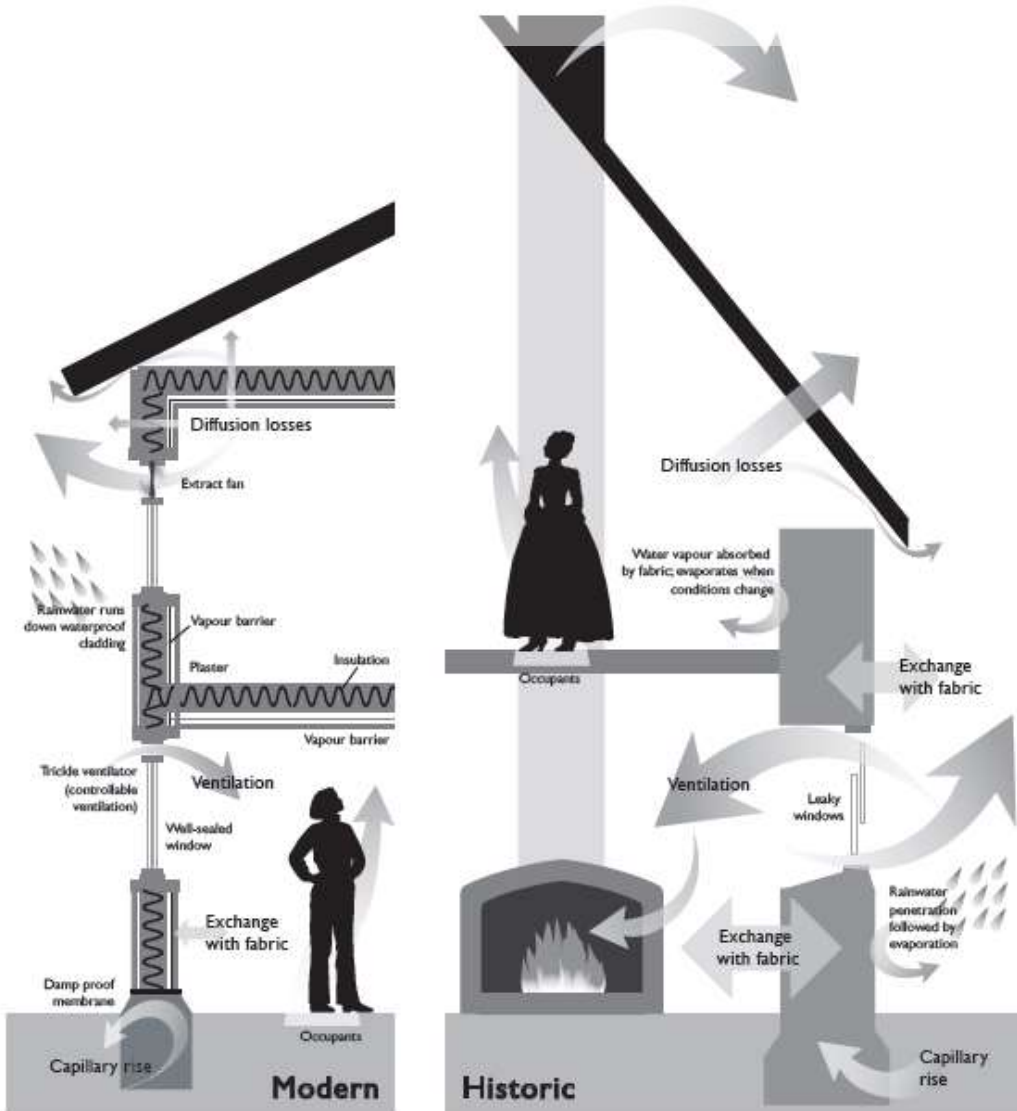 Diffusion losses
Extract fan
Rainwater runs
down waterproof
cladding
Vapour barrier
Plaster
Insulation
Vapour barrier
Trickle ventilator
(controllable
ventilation)
Ventilation
Well-sealed
window
Exchange
with fabric
Damp proof
membrane
Capillary rise
Occupants
Modern
Diffusion losses
Water vapour absorbed
by fabric; evaporates when
conditions change
Occupants
Exchange
with fabric
Ventilation
Leaky
windows
Rainwater
penetration
followed by
evaporation
Exchange
with fabric
Capillary
rise
Historic